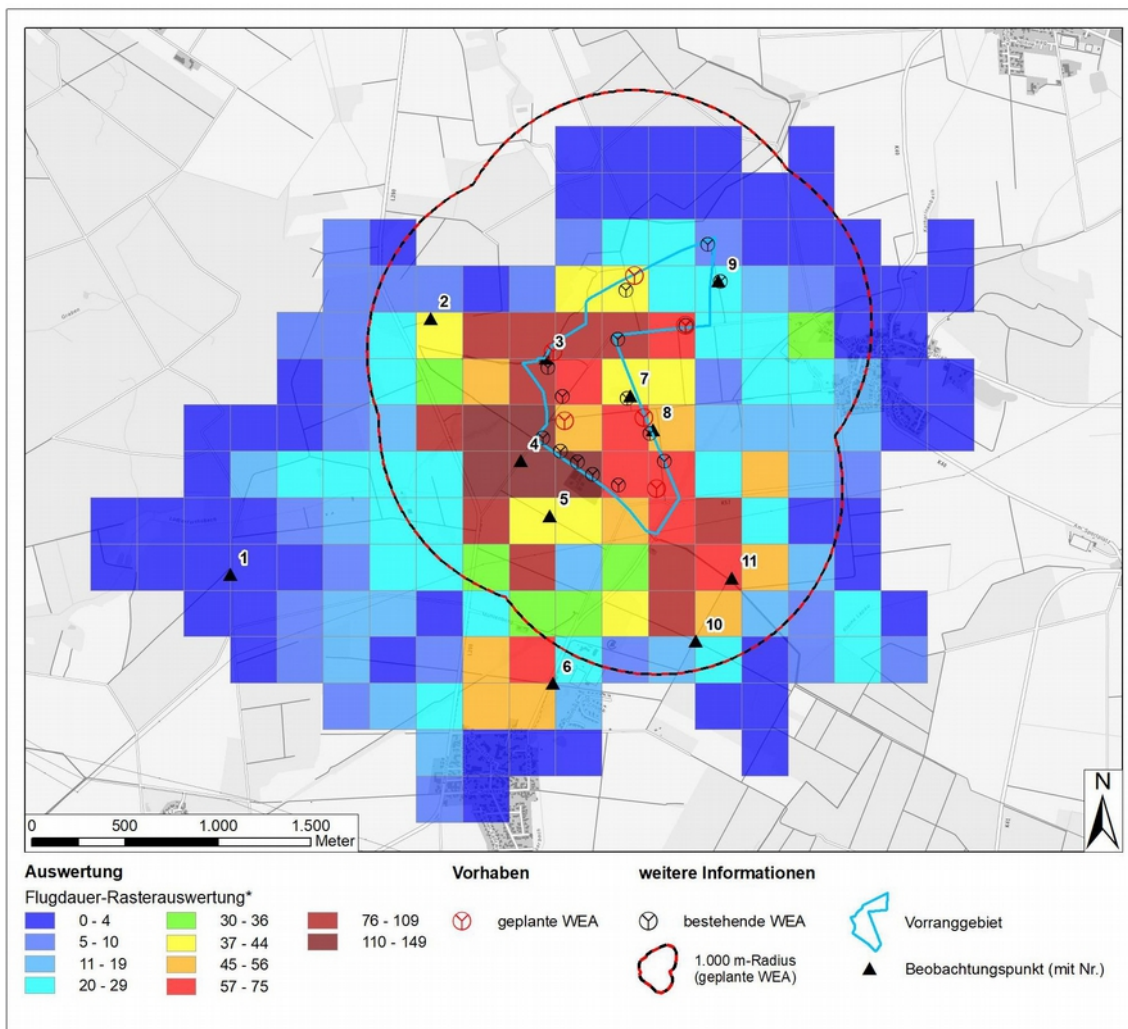 9
2
3
7
8
4
5
11
1
10
6
L290
K40
K41
N
0 500 1.000 1.500
Meter
Auswertung
Flugdauer-Rasterauswertung*
0 - 4
5 - 10
11 - 19
20 - 29
30 - 36
37 - 44
45 - 56
57 - 75
76 - 109
110 - 149
Vorhaben
geplante WEA
weitere Informationen
bestehende WEA
1.000 m-Radius
(geplante WEA)
Vorranggebiet
Beobachtungspunkt (mit Nr.)